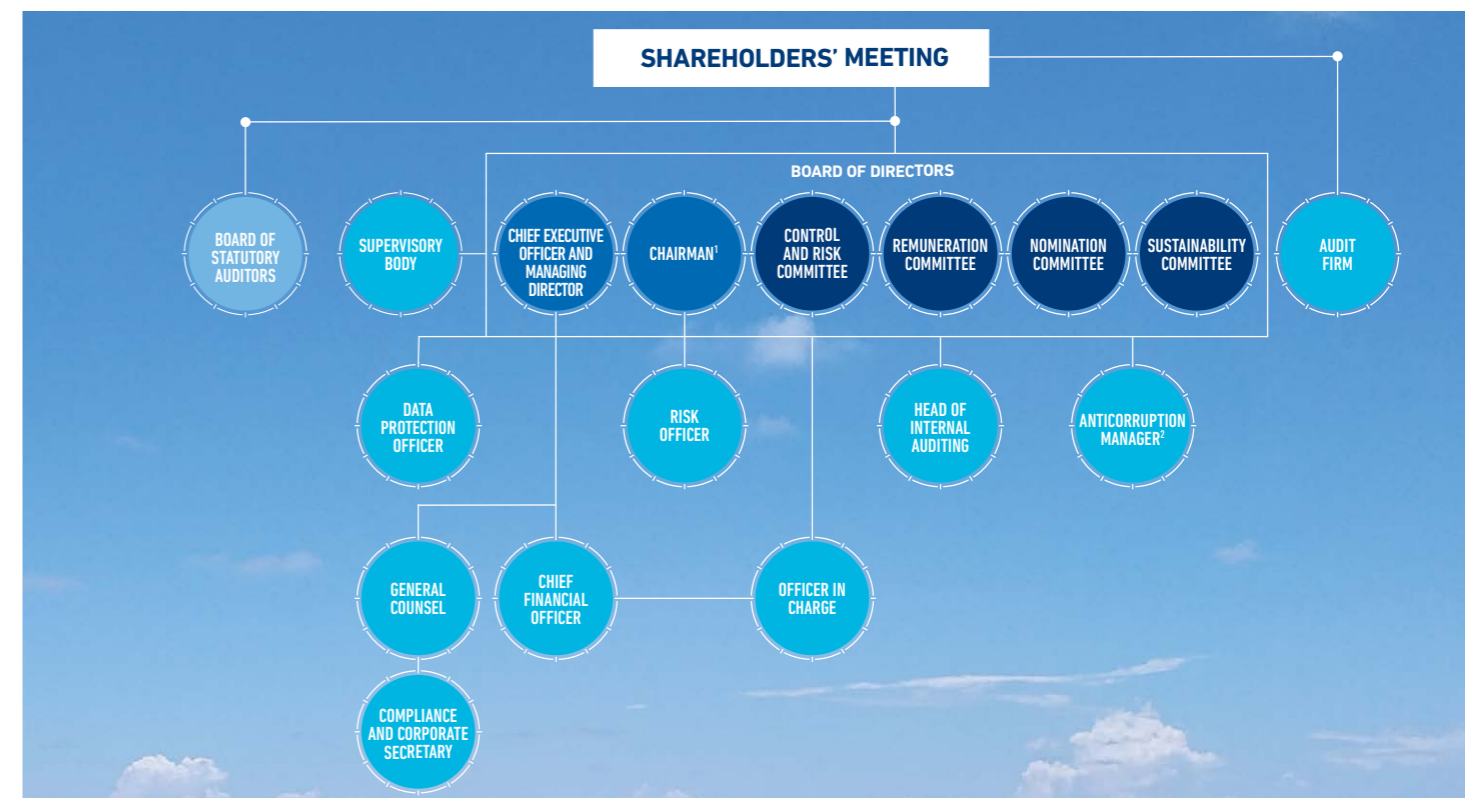 SHAREHOLDERS’ MEETING
BOARD OF DIRECTORS
BOARD OF
STATUTORY
AUDITORS
SUPERVISORY
BODY
CHIEF EXECUTIVE
OFFICER AND
MANAGING
DIRECTOR
CHAIRMAN¹
CONTROL
AND RISK
COMMITTEE
REMUNERATION
COMMITTEE
NOMINATION
COMMITTEE
SUSTAINABILITY
COMMITTEE
AUDIT
FIRM
DATA
PROTECTION
OFFICER
RISK
OFFICER
HEAD OF
INTERNAL
AUDITING
ANTICORRUPTION
MANAGER²
GENERAL
COUNSEL
CHIEF
FINANCIAL
OFFICER
OFFICER IN
CHARGE
COMPLIANCE
AND CORPORATE
SECRETARY